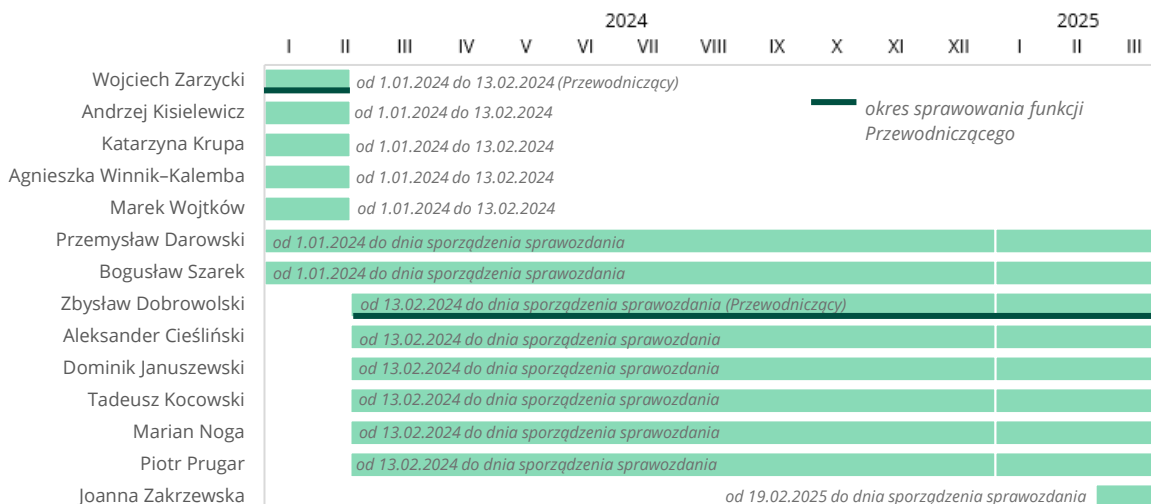 2024 2025
I II III IV V VI VII VIII IX X XI XII I II III
Wojciech Zarzycki od 1.01.2024 do 13.02.2024 (Przewodniczący)
okres sprawowania funkcji
Przewodniczącego
Andrzej Kisielewicz od 1.01.2024 do 13.02.2024
Katarzyna Krupa od 1.01.2024 do 13.02.2024
Agnieszka Winnik–Kalemba od 1.01.2024 do 13.02.2024
Marek Wojtków od 1.01.2024 do 13.02.2024
Przemysław Darowski od 1.01.2024 do dnia sporządzenia sprawozdania
Bogusław Szarek od 1.01.2024 do dnia sporządzenia sprawozdania
Zbysław Dobrowolski od 13.02.2024 do dnia sporządzenia sprawozdania (Przewodniczący)
Aleksander Cieśliński od 13.02.2024 do dnia sporządzenia sprawozdania
Dominik Januszewski od 13.02.2024 do dnia sporządzenia sprawozdania
Tadeusz Kocowski od 13.02.2024 do dnia sporządzenia sprawozdania
Marian Noga od 13.02.2024 do dnia sporządzenia sprawozdania
Piotr Prugar od 13.02.2024 do dnia sporządzenia sprawozdania
Joanna Zakrzewska od 19.02.2025 do dnia sporządzenia sprawozdania